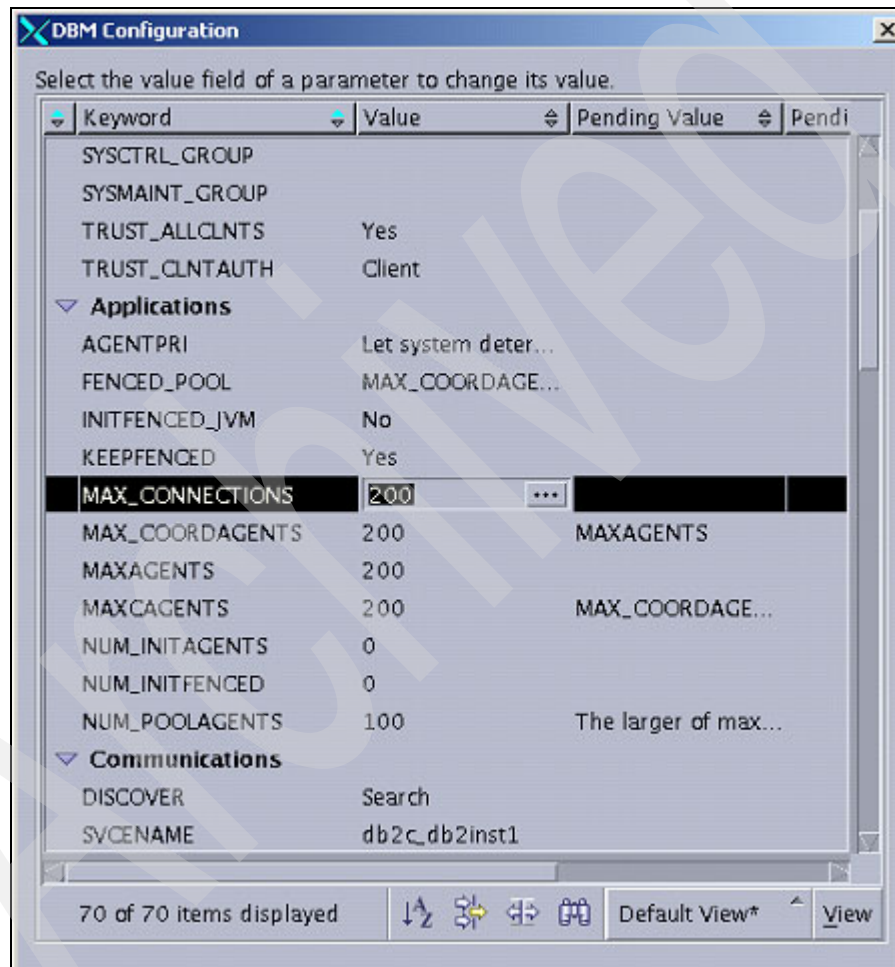 DBM Configuration
Select the value field of a parameter to change its value.
Keyword Value Pending Value Pendi
SYSCTRL_GROUP
SYSMAINT_GROUP
TRUST_ALLCLNTS Yes
TRUST_CLNTAUTH Client
Applications
AGENTPRI Let system deter...
FENCED_POOL MAX_COORDAGE...
INITFENCED_JVM No
KEEPFENCED Yes
MAX_CONNECTIONS 200 ...
MAX_COORDAGENTS 200 MAXAGENTS
MAXAGENTS 200
MAXCAGENTS 200 MAX_COORDAGE...
NUM_INITAGENTS 0
NUM_INITFENCED 0
NUM_POOLAGENTS 100 The larger of max...
Communications
DISCOVER Search
SVCENAME db2c_db2inst1
70 of 70 items displayed Default View* View
Archived